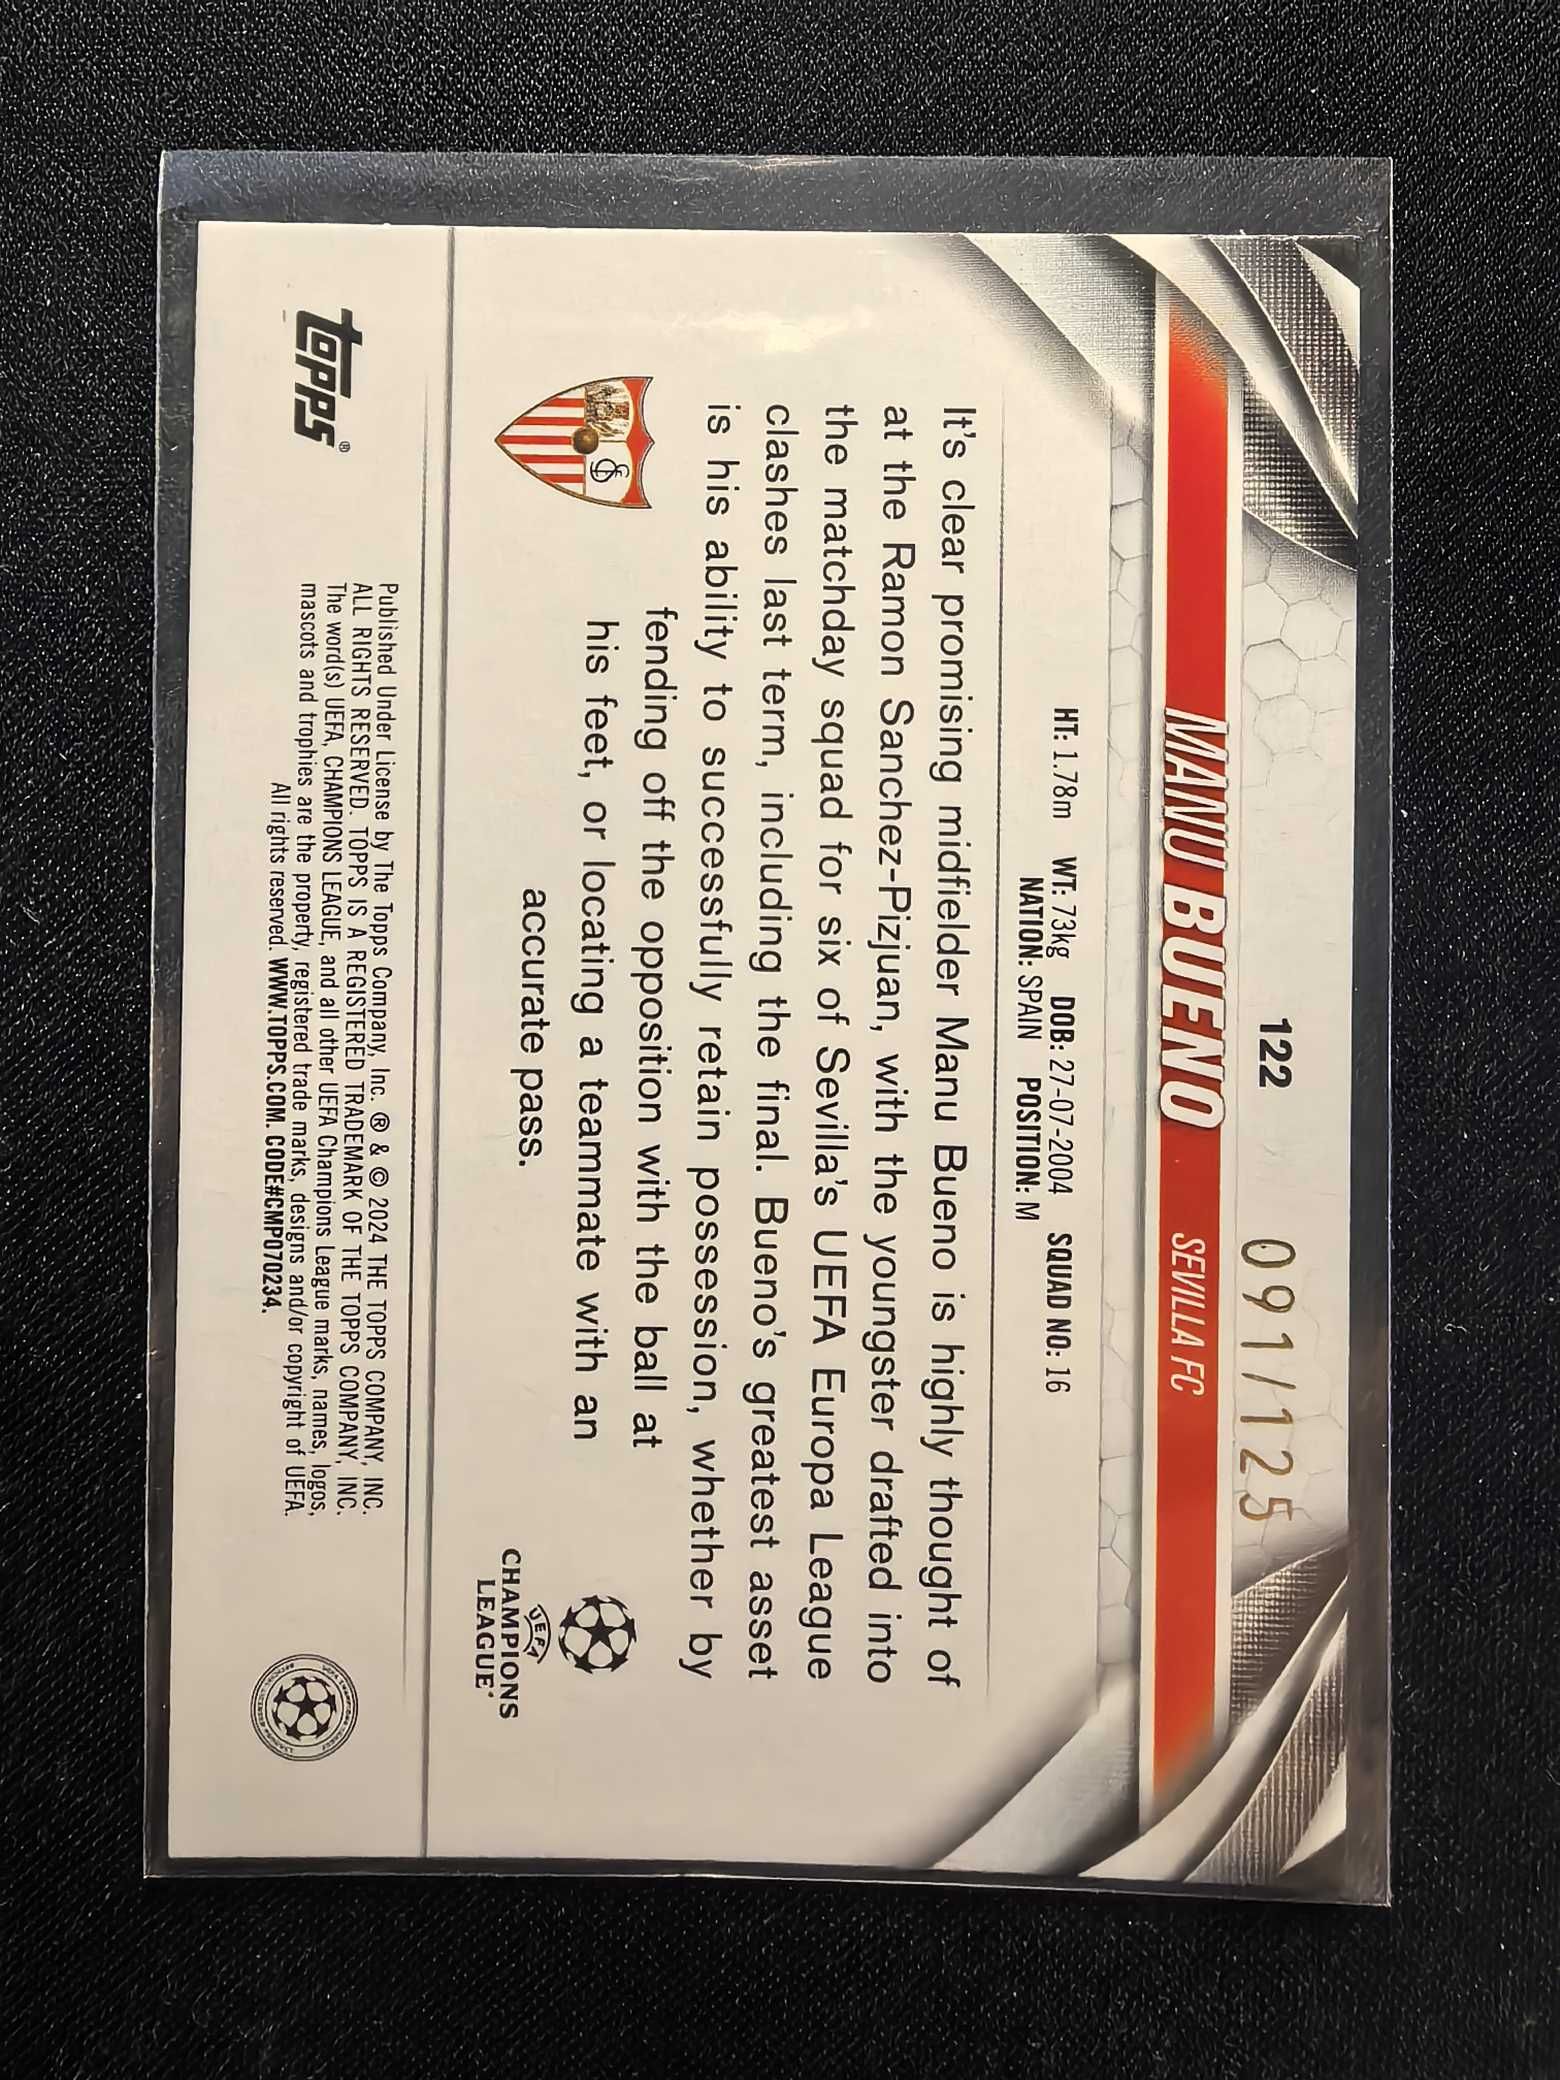 122
091/125
MANU BUENO SEVILLA FC
HT: 1.78m WT: 73kg DOB: 27-07-2004 SQUAD NO: 16
NATION: SPAIN POSITION: M
It's clear promising midfielder Manu Bueno is highly thought of
at the Ramon Sanchez-Pizjuan, with the youngster drafted into
the matchday squad for six of Sevilla's UEFA Europa League
clashes last term, including the final. Bueno's greatest asset
is his ability to successfully retain possession, whether by
fending off the opposition with the ball at
his feet, or locating a teammate with an
accurate pass.
UEFA
CHAMPIONS
LEAGUE
topps®
Published Under License by The Topps Company, Inc. ® & © 2024 THE TOPPS COMPANY, INC.
ALL RIGHTS RESERVED. TOPPS IS A REGISTERED TRADEMARK OF THE TOPPS COMPANY, INC.
The word(s) UEFA, CHAMPIONS LEAGUE, and all other UEFA Champions League marks, names, logos,
mascots and trophies are the property, registered trade marks, designs and/or copyright of UEFA.
All rights reserved. WWW.TOPPS.COM. CODE#CMP070234.